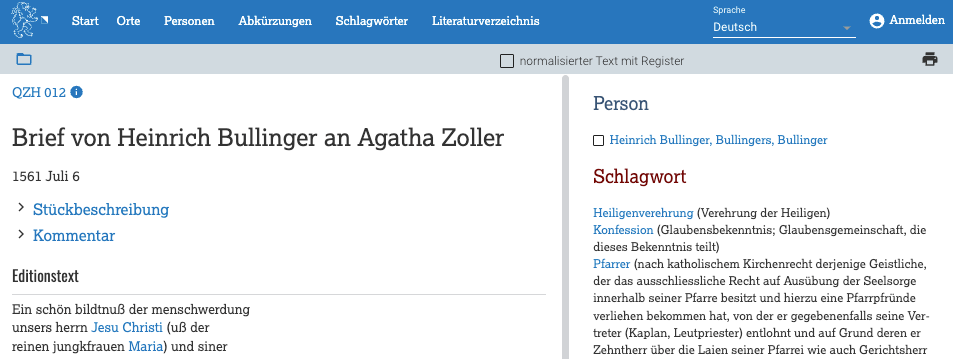 Start Orte Personen Abkürzungen Schlagwörter Literaturverzeichnis
Sprache
Deutsch
Anmelden
normalisierter Text mit Register
QZH 012
Brief von Heinrich Bullinger an Agatha Zoller
1561 Juli 6
Stückbeschreibung
Kommentar
Editionstext
Ein schön bildtnuß der menschwerdung
unsers herrn Jesu Christi (uß der
reinen jungkfrauen Maria) und siner
Person
Heinrich Bullinger, Bullingers, Bullinger
Schlagwort
Heiligenverehrung (Verehrung der Heiligen)
Konfession (Glaubensbekenntnis; Glaubensgemeinschaft, die
dieses Bekenntnis teilt)
Pfarrer (nach katholischem Kirchenrecht derjenige Geistliche,
der das ausschliessliche Recht auf Ausübung der Seelsorge
innerhalb seiner Pfarre besitzt und hierzu eine Pfarrpfründe
verliehen bekommen hat, von der er gegebenenfalls seine Ver-
treter (Kaplan, Leutpriester) entlohnt und auf Grund deren er
Zehntherr über die Laien seiner Pfarrei wie auch Gerichtsherr